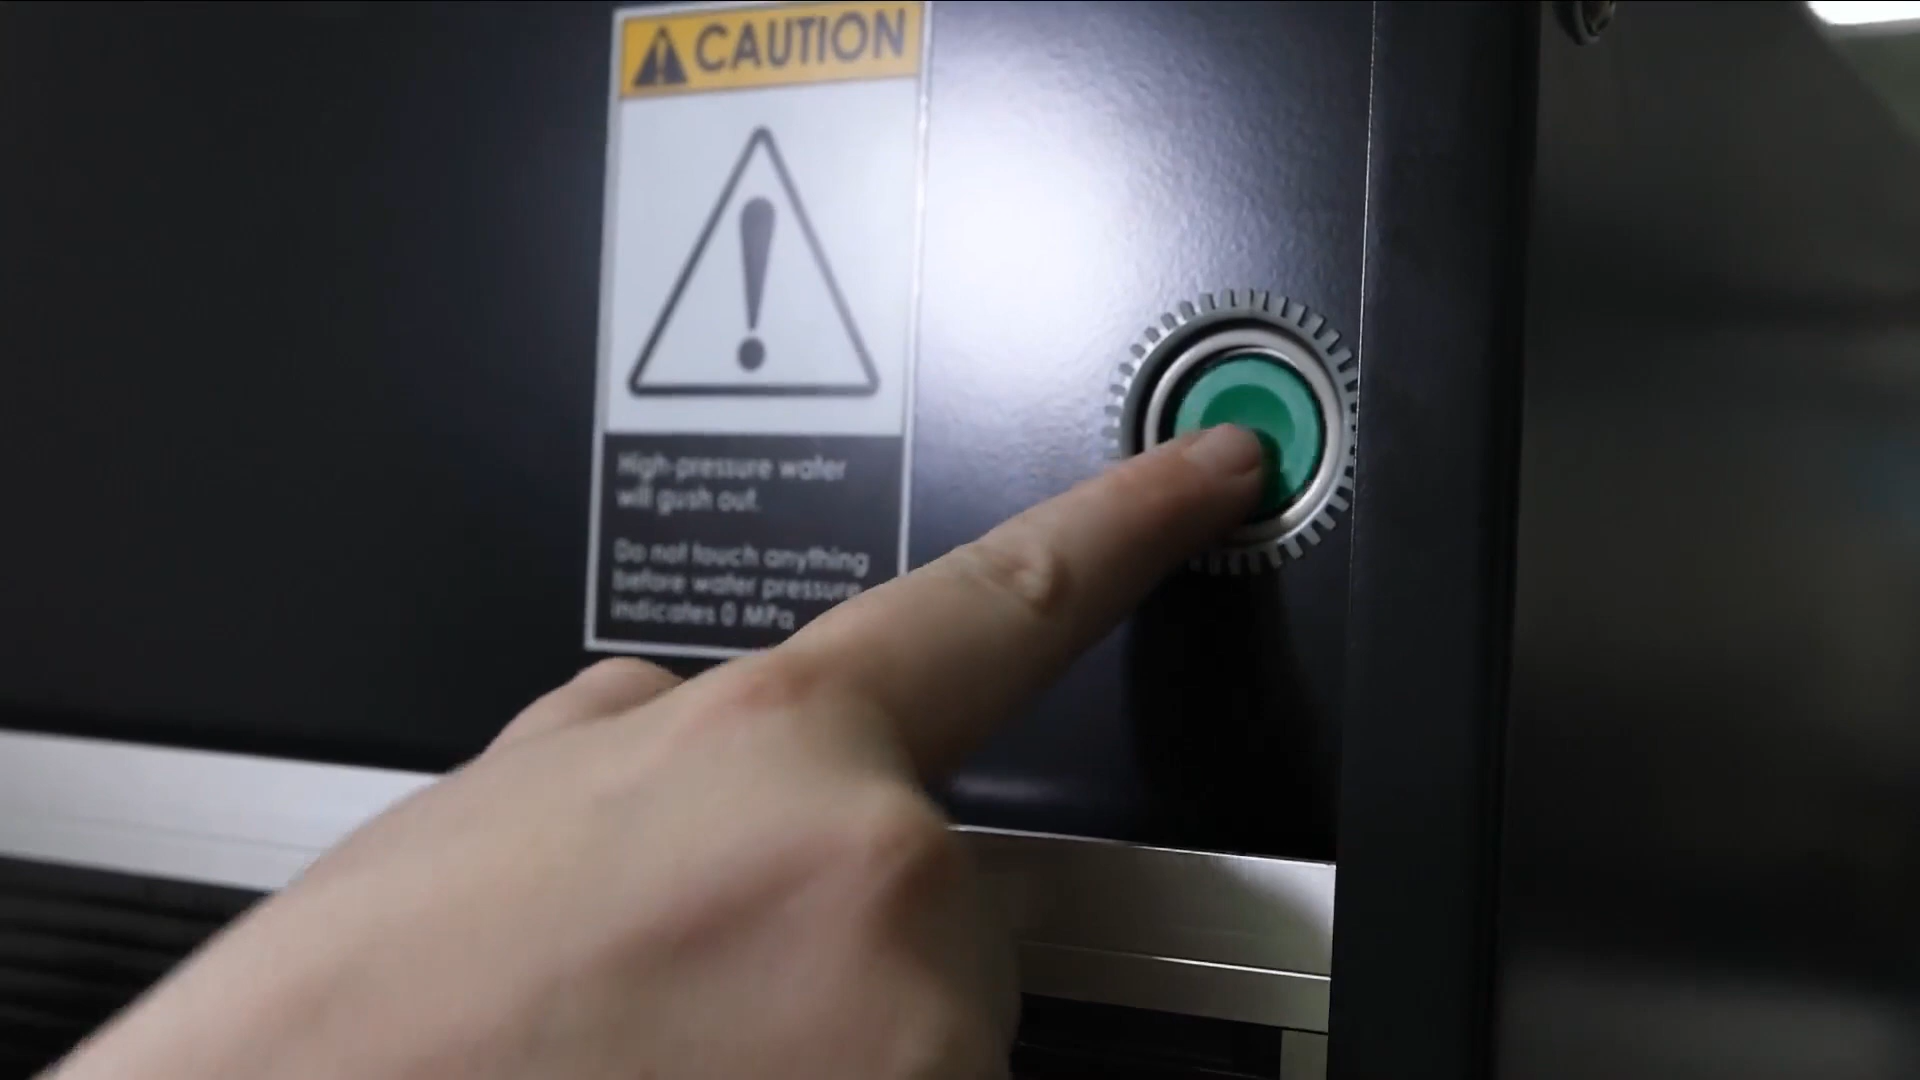 CAUTION
High-pressure water
will gush out.
Do not touch anything
before water pressure
indicates 0 MPa